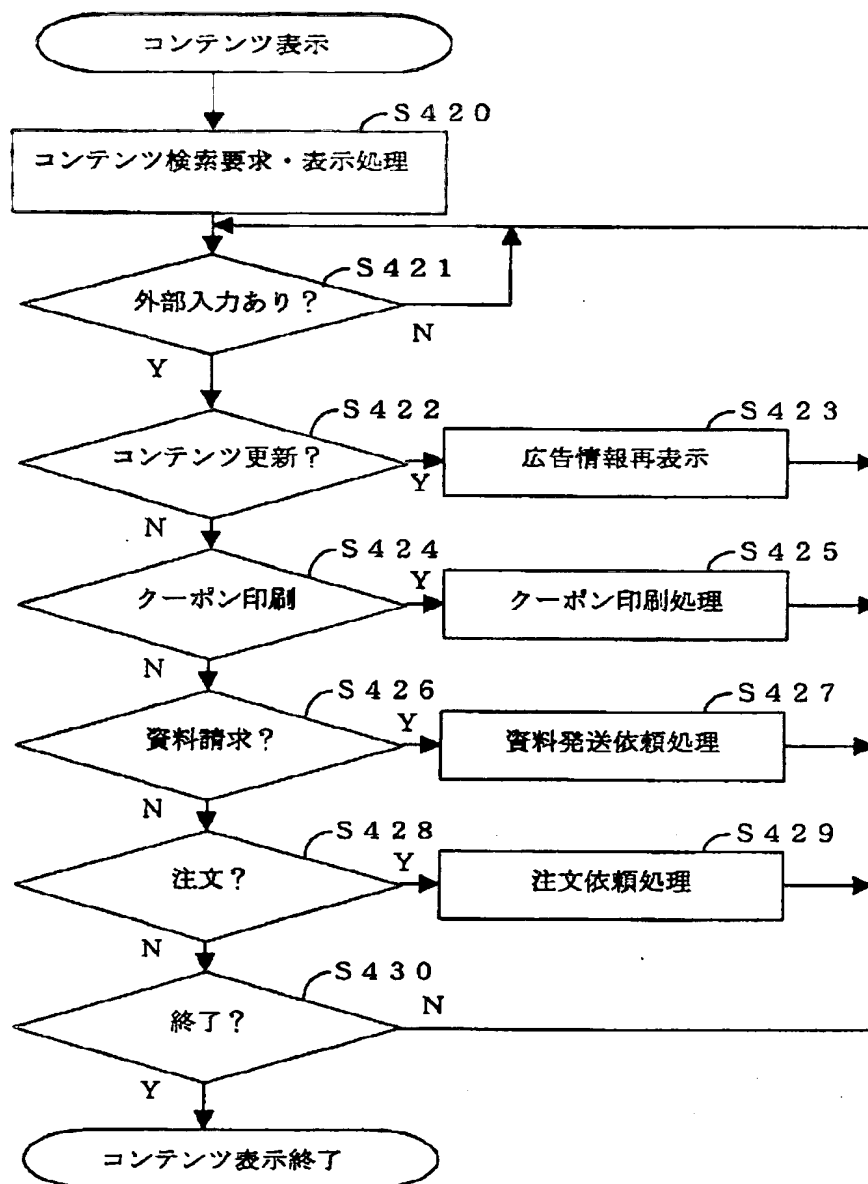 コンテンツ表示
S420
コンテンツ検索要求・表示処理
S421
外部入力あり?
N
Y
S422
S423
コンテンツ更新?
Y
広告情報再表示
N
S424
S425
クーポン印刷
Y
クーポン印刷処理
N
S426
S427
資料請求?
Y
資料発送依頼処理
N
S428
S429
注文?
Y
注文依頼処理
N
S430
終了?
N
Y
コンテンツ表示終了